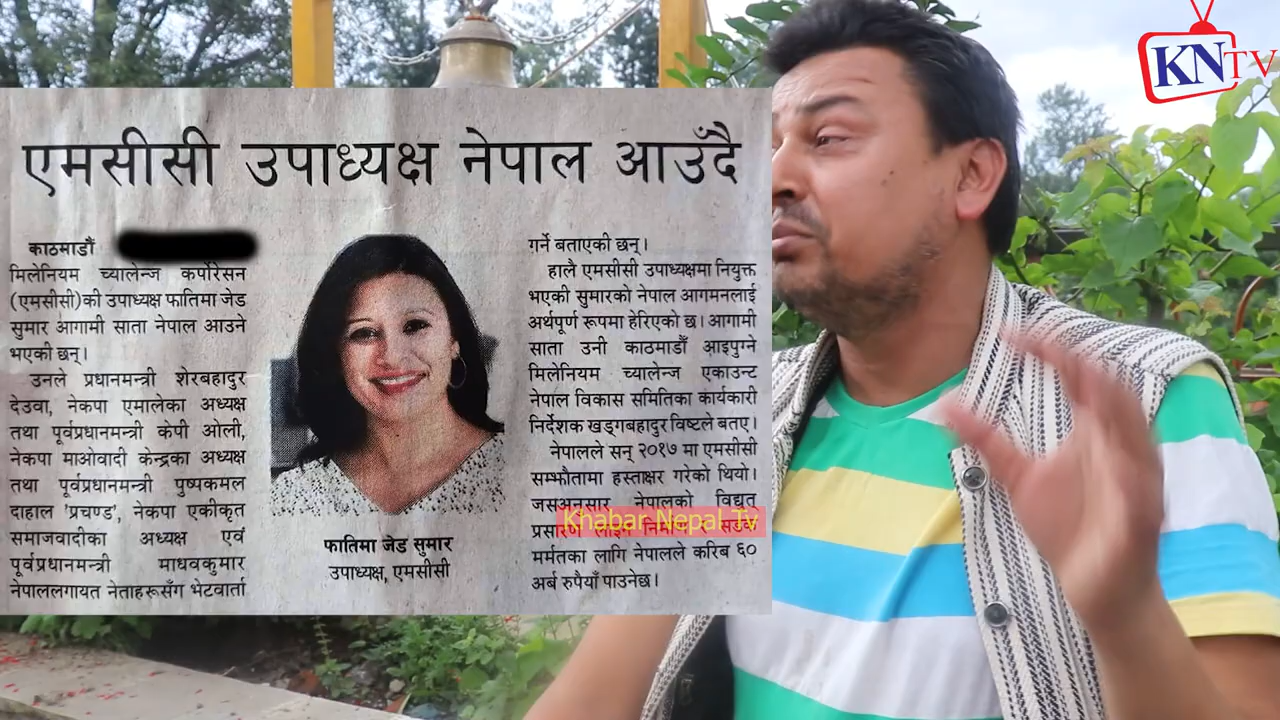 KNTV
एमसीसी उपाध्यक्ष नेपाल आउँदै
काठमाडौं
मिलेनियम च्यालेन्ज कर्पोरेसन
(एमसीसी)की उपाध्यक्ष फातिमा जेड
सुमार आगामी साता नेपाल आउने
भएकी छन्।
उनले प्रधानमन्त्री शेरबहादुर
देउवा, नेकपा एमालेका अध्यक्ष
तथा पूर्वप्रधानमन्त्री केपी ओली,
नेकपा माओवादी केन्द्रका अध्यक्ष
तथा पूर्वप्रधानमन्त्री पुष्पकमल
दाहाल 'प्रचण्ड', नेकपा एकीकृत
समाजवादीका अध्यक्ष एवं
पूर्वप्रधानमन्त्री माधवकुमार
नेपाललगायत नेताहरूसँग भेटवार्ता
फातिमा जेड सुमार
उपाध्यक्ष, एमसीसी
गर्ने बताएकी छन्।
हालै एमसीसी उपाध्यक्षमा नियुक्त
भएकी सुमारको नेपाल आगमनलाई
अर्थपूर्ण रूपमा हेरिएको छ। आगामी
साता उनी काठमाडौं आइपुग्ने
मिलेनियम च्यालेन्ज एकाउन्ट
नेपाल विकास समितिका कार्यकारी
निर्देशक खड्गबहादुर विष्टले बताए।
नेपालले सन् २०१७ मा एमसीसी
सम्झौतामा हस्ताक्षर गरेको थियो।
जसअनुसार नेपालको विद्युत
प्रसारण लाइन निर्माण र सडक
Khabar Nepal Tv
मर्मतका लागि नेपालले करिब ६०
अर्ब रुपैयाँ पाउनेछ।